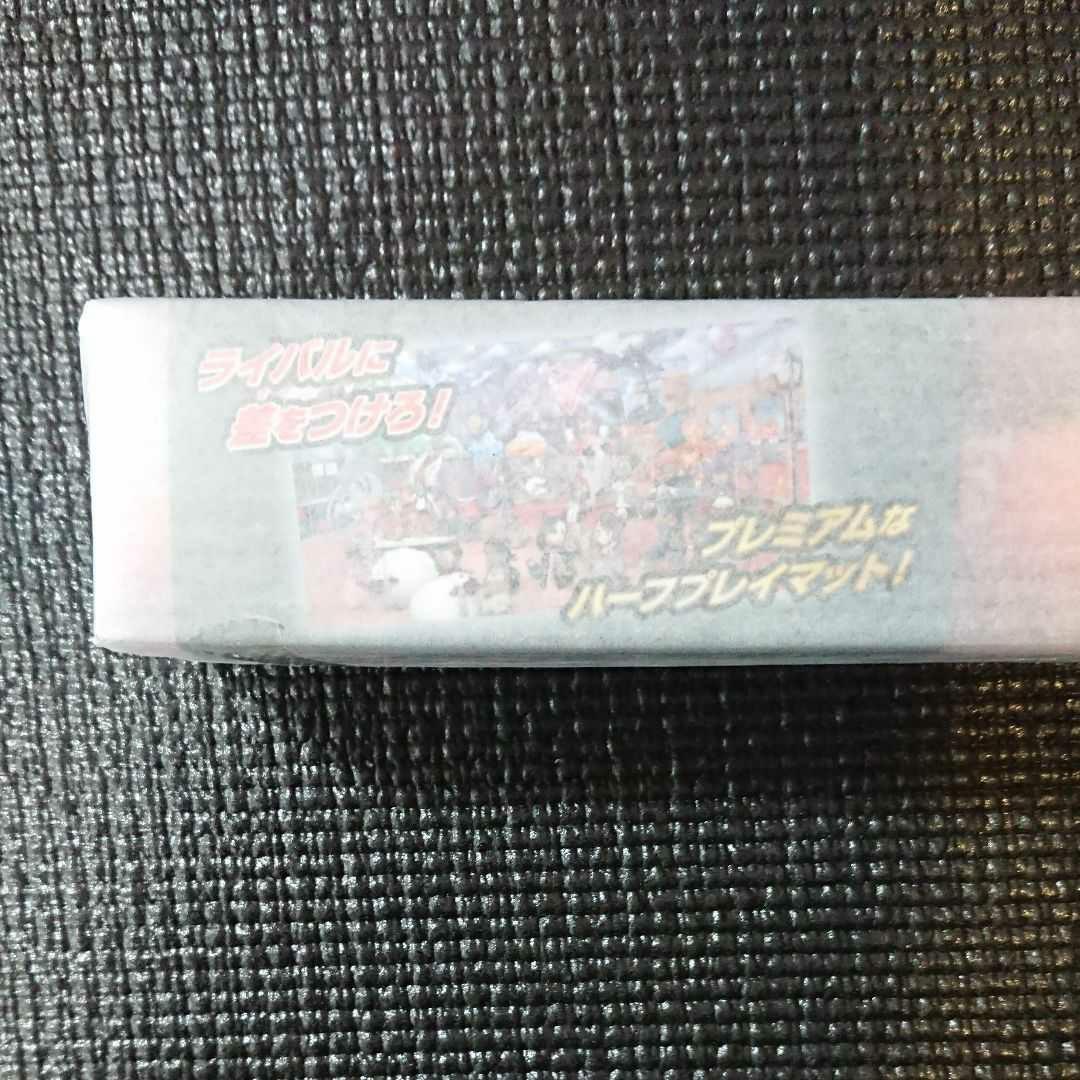 ライバルに
差をつけろ！
プレミアムな
ハーフプレイマット！